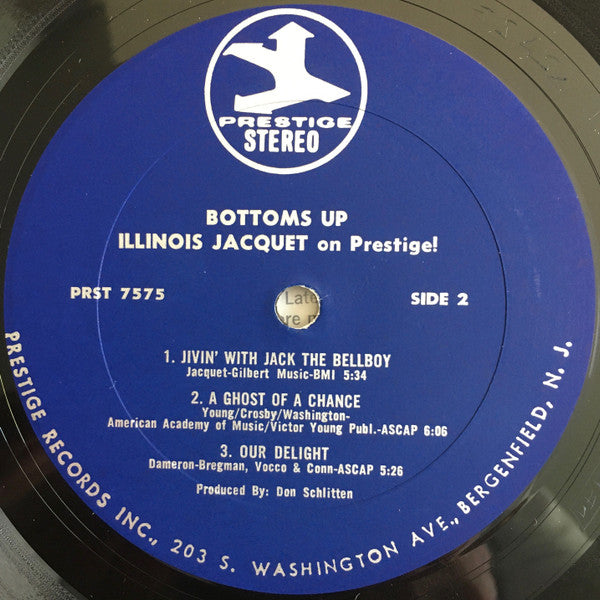 PRESTIGE
STEREO
BOTTOMS UP
ILLINOIS JACQUET on Prestige!
PRST 7575
SIDE 2
Late
ore
1. JIVIN' WITH JACK THE BELLBOY
Jacquet-Gilbert Music-BMI 5:34
2. A GHOST OF A CHANCE
Young/Crosby/Washington-
American Academy of Music/Victor Young Publ.-ASCAP 6:06
3. OUR DELIGHT
Dameron-Bregman, Vocco & Conn-ASCAP 5:26
Produced By: Don Schlitten
PRESTIGE RECORDS INC., 203 S. WASHINGTON AVE., BERGENFIELD, N. J.